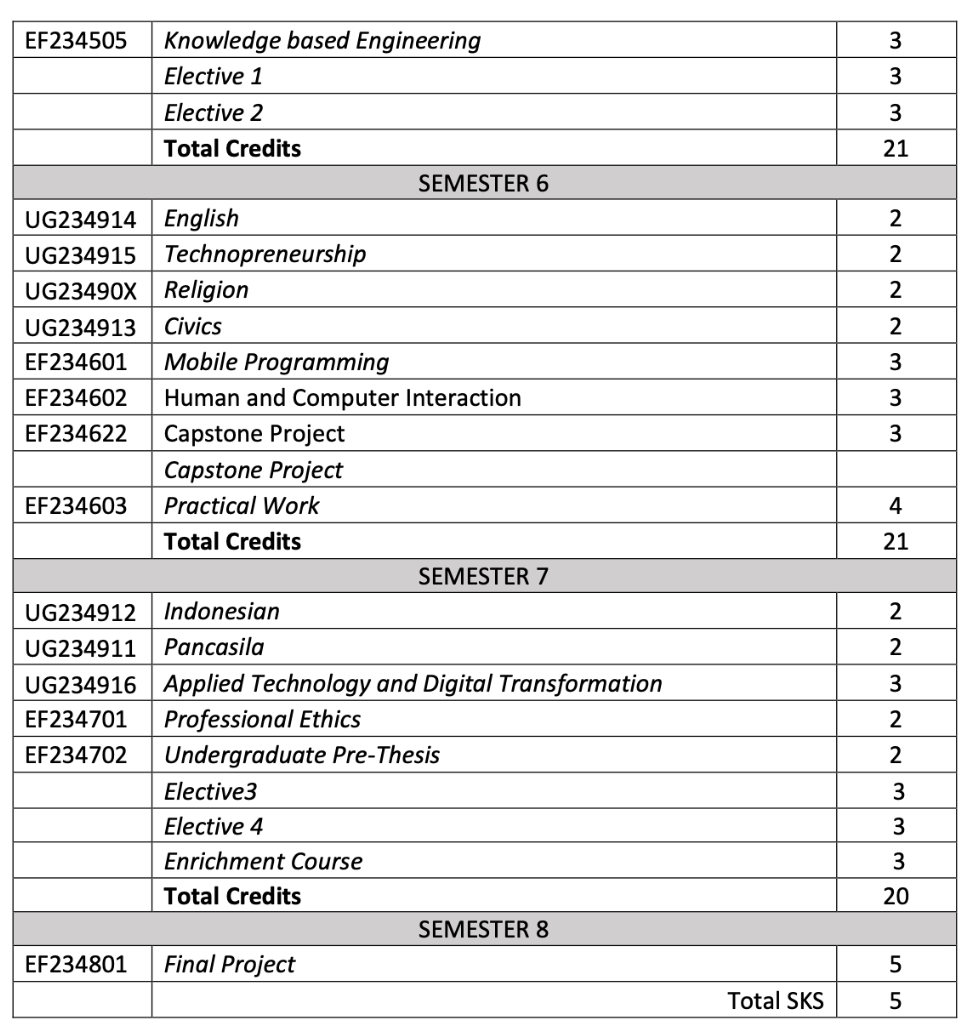 EF234505 Knowledge based Engineering 3
Elective 1 3
Elective 2 3
Total Credits 21
SEMESTER 6
UG234914 English 2
UG234915 Technopreneurship 2
UG23490X Religion 2
UG234913 Civics 2
EF234601 Mobile Programming 3
EF234602 Human and Computer Interaction 3
EF234622 Capstone Project 3
Capstone Project
EF234603 Practical Work 4
Total Credits 21
SEMESTER 7
UG234912 Indonesian 2
UG234911 Pancasila 2
UG234916 Applied Technology and Digital Transformation 3
EF234701 Professional Ethics 2
EF234702 Undergraduate Pre-Thesis 2
Elective3 3
Elective 4 3
Enrichment Course 3
Total Credits 20
SEMESTER 8
EF234801 Final Project 5
Total SKS 5